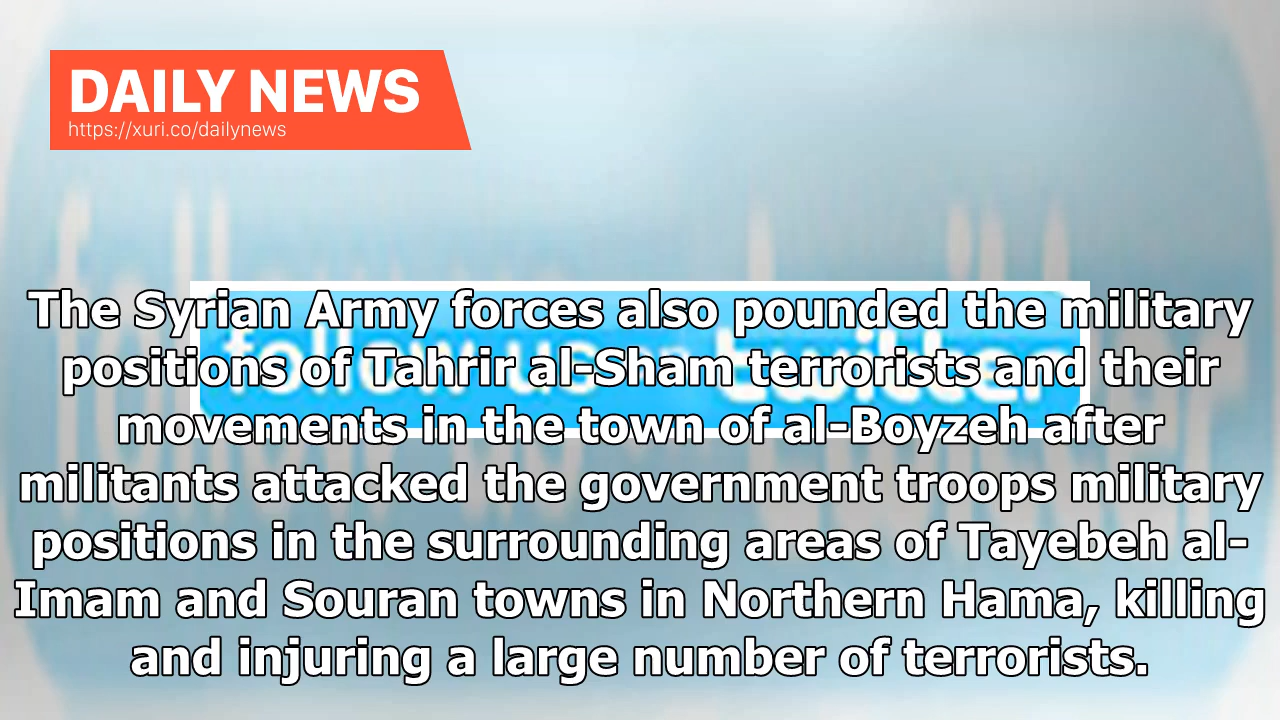 DAILY NEWS
https://xuri.co/dailynews
The Syrian Army forces also pounded the military
positions of Tahrir al-Sham terrorists and their
movements in the town of al-Boyzeh after
militants attacked the government troops military
positions in the surrounding areas of Tayebeh al-
Imam and Souran towns in Northern Hama, killing
and injuring a large number of terrorists.
follow us twitter